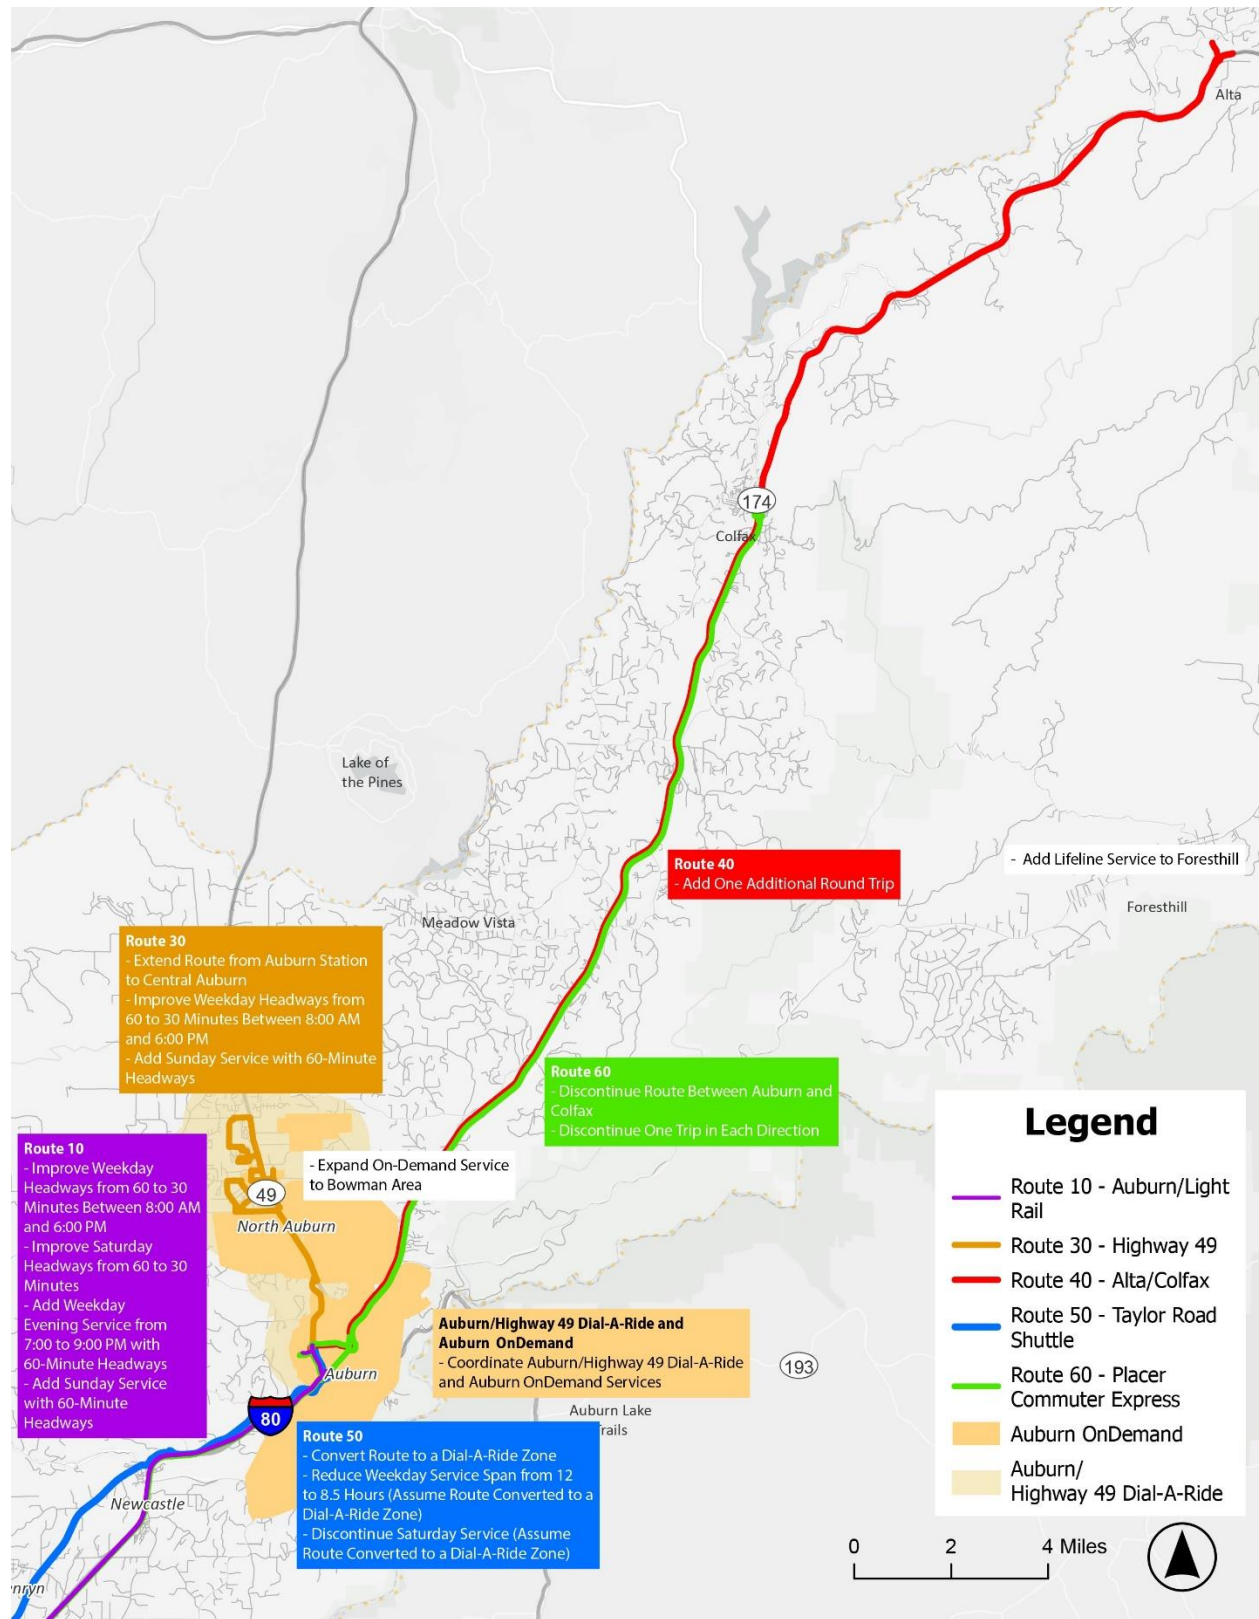 Alta
174
Colfax
Lake of
the Pines
Route 40
- Add One Additional Round Trip
- Add Lifeline Service to Foresthill
Foresthill
Meadow Vista
Route 30
- Extend Route from Auburn Station
to Central Auburn
- Improve Weekday Headways from
60 to 30 Minutes Between 8:00 AM
and 6:00 PM
- Add Sunday Service with 60-Minute
Headways
Route 60
- Discontinue Route Between Auburn and
Colfax
- Discontinue One Trip in Each Direction
Route 10
- Improve Weekday
Headways from 60 to 30
Minutes Between 8:00 AM
and 6:00 PM
- Improve Saturday
Headways from 60 to 30
Minutes
- Add Weekday
Evening Service from
7:00 to 9:00 PM with
60-Minute Headways
- Add Sunday Service
with 60-Minute
Headways
- Expand On-Demand Service
to Bowman Area
49
North Auburn
Auburn/Highway 49 Dial-A-Ride and
Auburn OnDemand
- Coordinate Auburn/Highway 49 Dial-A-Ride
and Auburn OnDemand Services
193
Auburn
Auburn Lake
Trails
80
Route 50
- Convert Route to a Dial-A-Ride Zone
- Reduce Weekday Service Span from 12
to 8.5 Hours (Assume Route Converted to a
Dial-A-Ride Zone)
- Discontinue Saturday Service (Assume
Route Converted to a Dial-A-Ride Zone)
Newcastle
nryn
Legend
Route 10 - Auburn/Light
Rail
Route 30 - Highway 49
Route 40 - Alta/Colfax
Route 50 - Taylor Road
Shuttle
Route 60 - Placer
Commuter Express
Auburn OnDemand
Auburn/
Highway 49 Dial-A-Ride
0 2 4 Miles